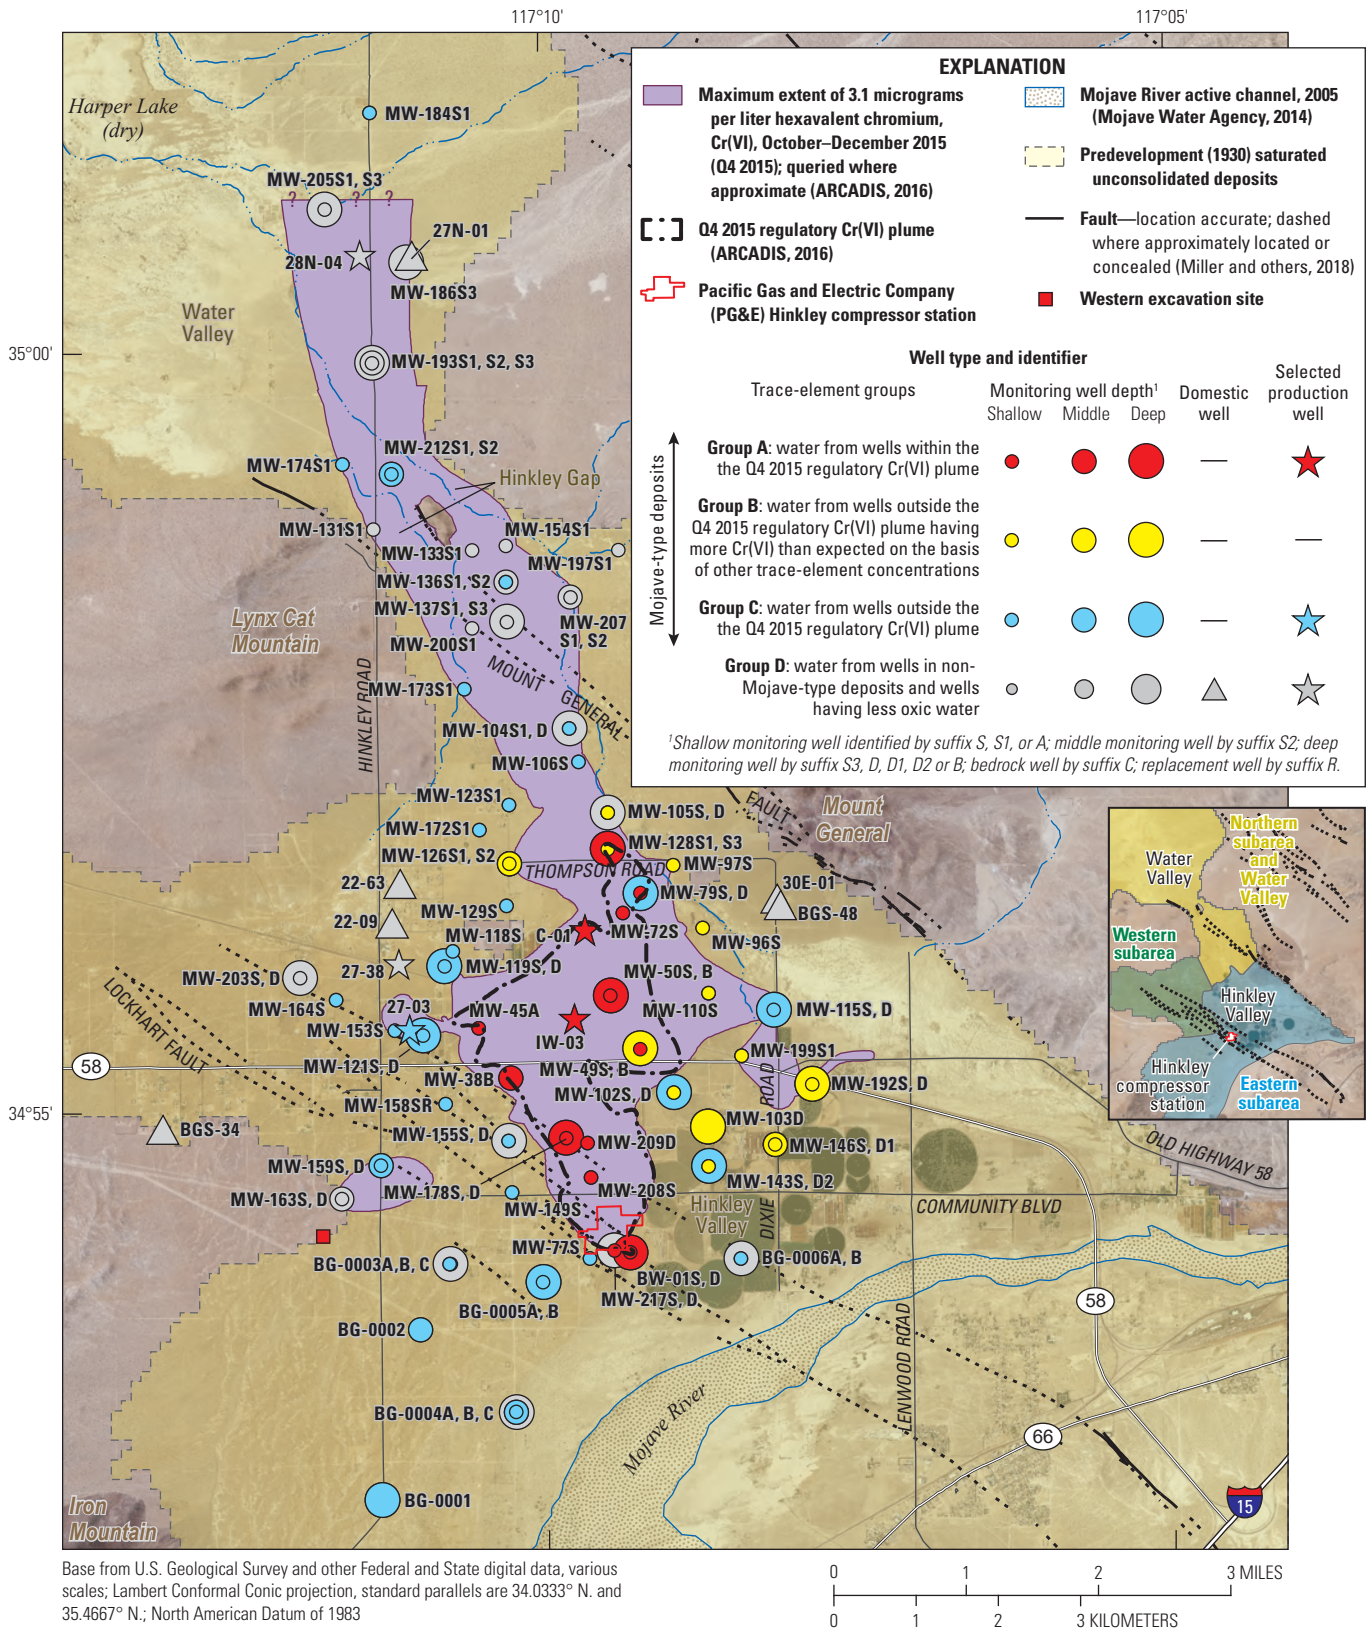 117°10'
117°05'
Harper Lake
(dry)
MW-184S1
MW-205S1, S3
? ? ?
27N-01
28N-04
MW-186S3
Water
Valley
35°00'
MW-193S1, S2, S3
MW-212S1, S2
MW-174S1
Hinkley Gap
MW-131S1
MW-154S1
MW-133S1
MW-197S1
MW-136S1, S2
MW-137S1, S3
Lynx Cat
Mountain
MW-207
S1, S2
MW-200S1
MOUNT GENERAL
HINKLEY ROAD
MW-173S1
MW-104S1, D
MW-106S
MW-123S1
FAULT
Mount
General
MW-105S, D
MW-172S1
MW-128S1, S3
MW-126S1, S2
THOMPSON ROAD
MW-97S
22-63
MW-79S, D
30E-01
MW-129S
BGS-48
22-09
MW-72S
C-01
MW-118S
MW-96S
27-38
MW-119S, D
MW-203S, D
MW-50S, B
LOCKHART FAULT
MW-164S
27-03
MW-45A
MW-110S
MW-115S, D
MW-153S
IW-03
MW-199S1
58
MW-121S, D
MW-49S, B
MW-38B
MW-192S, D
MW-102S, D
ROAD
MW-158SR
34°55'
MW-103D
BGS-34
MW-155S, D
MW-209D
MW-146S, D1
OLD HIGHWAY 58
MW-159S, D
MW-143S, D2
MW-178S, D
MW-208S
MW-163S, D
MW-149S
Hinkley
Valley
DIXIE
COMMUNITY BLVD
MW-77S
BG-0003A,B, C
BG-0006A, B
BW-01S, D
MW-217S, D
BG-0005A, B
58
BG-0002
LENWOOD ROAD
Mojave River
BG-0004A, B, C
66
BG-0001
Iron
Mountain
15
EXPLANATION
Maximum extent of 3.1 micrograms
per liter hexavalent chromium,
Cr(VI), October–December 2015
(Q4 2015); queried where
approximate (ARCADIS, 2016)
Q4 2015 regulatory Cr(VI) plume
(ARCADIS, 2016)
Pacific Gas and Electric Company
(PG&E) Hinkley compressor station
Mojave River active channel, 2005
(Mojave Water Agency, 2014)
Predevelopment (1930) saturated
unconsolidated deposits
Fault—location accurate; dashed
where approximately located or
concealed (Miller and others, 2018)
Western excavation site
Well type and identifier
Trace-element groups
Monitoring well depth1
Shallow Middle Deep
Domestic
well
Selected
production
well
Mojave-type deposits
Group A: water from wells within the
the Q4 2015 regulatory Cr(VI) plume
Group B: water from wells outside the
Q4 2015 regulatory Cr(VI) plume having
more Cr(VI) than expected on the basis
of other trace-element concentrations
Group C: water from wells outside the
the Q4 2015 regulatory Cr(VI) plume
Group D: water from wells in non-
Mojave-type deposits and wells
having less oxic water
1Shallow monitoring well identified by suffix S, S1, or A; middle monitoring well by suffix S2; deep
monitoring well by suffix S3, D, D1, D2 or B; bedrock well by suffix C; replacement well by suffix R.
Northern
subarea
and
Water
Valley
Water
Valley
Western
subarea
Hinkley
Valley
Hinkley
compressor
station
Eastern
subarea
Base from U.S. Geological Survey and other Federal and State digital data, various
scales; Lambert Conformal Conic projection, standard parallels are 34.0333° N. and
35.4667° N.; North American Datum of 1983
0 1 2 3 MILES
0 1 2 3 KILOMETERS